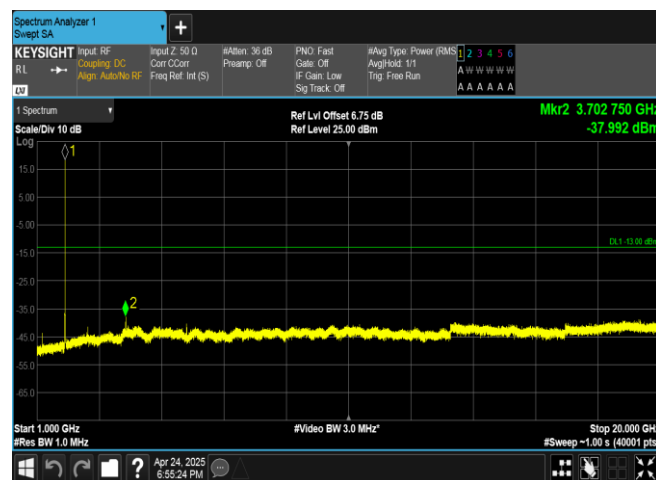 Spectrum Analyzer 1
Swept SA
+
KEYSIGHT
RL
LXI
Input: RF
Coupling: DC
Align: Auto/No RF
Input Z: 50 Ω
Corr CCorr
Freq Ref: Int (S)
#Atten: 36 dB
Preamp: Off
PNO: Fast
Gate: Off
IF Gain: Low
Sig Track: Off
#Avg Type: Power (RMS
Avg|Hold: 1/1
Trig: Free Run
1 2 3 4 5 6
A W W W W W
A A A A A A
1 Spectrum
Scale/Div 10 dB
Log
Ref Lvl Offset 6.75 dB
Ref Level 25.00 dBm
Mkr2 3.702 750 GHz
-37.992 dBm
1
15.0
5.00
-5.00
DL1 -13.00 dBm
-15.0
-25.0
2
-35.0
-45.0
-55.0
-65.0
Start 1.000 GHz
#Res BW 1.0 MHz
#Video BW 3.0 MHz*
Stop 20.000 GHz
#Sweep ~1.00 s (40001 pts
?
Apr 24, 2025
6:55:24 PM